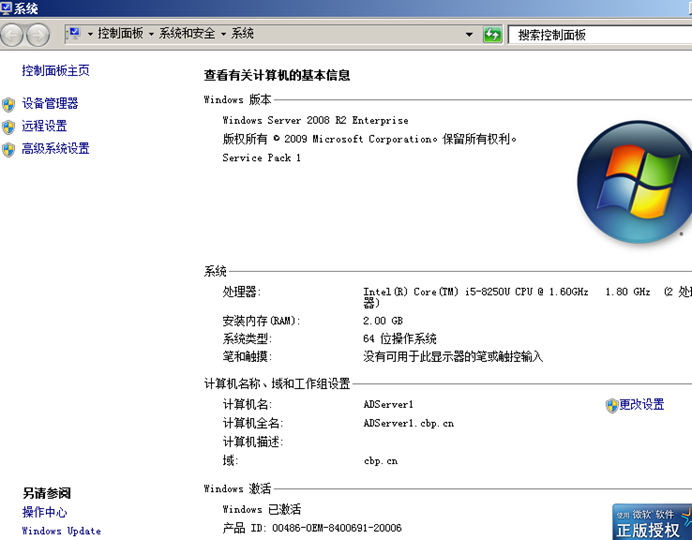 系统
控制面板 系统和安全 系统
搜索控制面板
控制面板主页
设备管理器
远程设置
高级系统设置
查看有关计算机的基本信息
Windows 版本
Windows Server 2008 R2 Enterprise
版权所有 © 2009 Microsoft Corporation。保留所有权利。
Service Pack 1
系统
处理器: Intel(R) Core(TM) i5-8250U CPU @ 1.60GHz 1.80 GHz (2 处
器)
安装内存(RAM): 2.00 GB
系统类型: 64 位操作系统
笔和触摸: 没有可用于此显示器的笔或触控输入
计算机名称、域和工作组设置
计算机名: ADServer1
更改设置
计算机全名: ADServer1.cbp.cn
计算机描述:
域: cbp.cn
Windows 激活
Windows 已激活
产品 ID: 00486-OEM-8400691-20006
使用 微软 软件
正版授权
另请参阅
操作中心
Windows Update